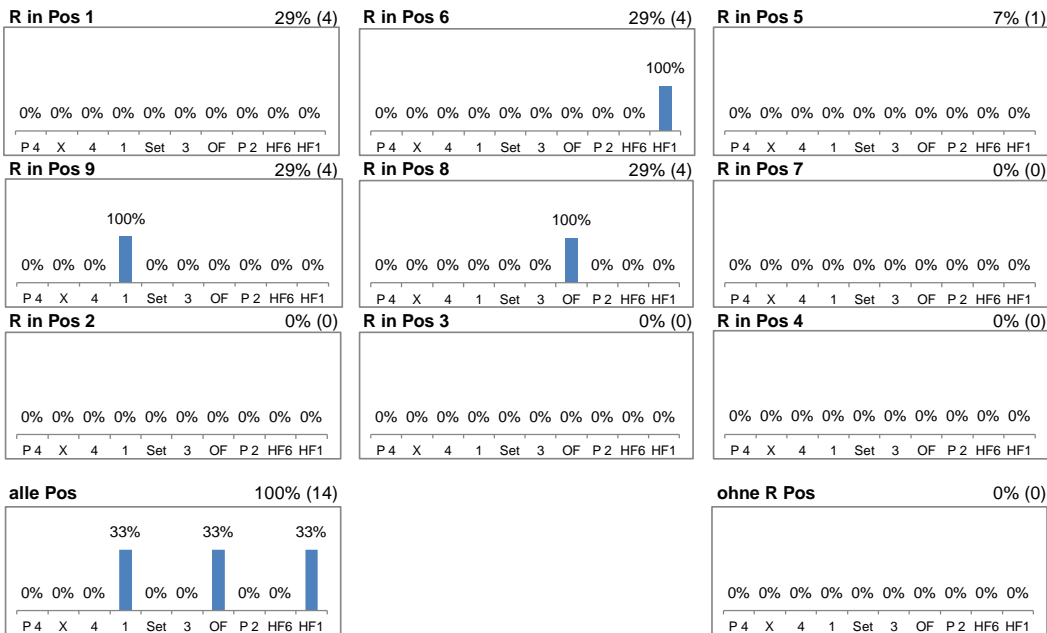 R in Pos 1 29% (4) R in Pos 6 29% (4) R in Pos 5 7% (1)
100%
0% 0% 0% 0% 0% 0% 0% 0% 0% 0% 0% 0% 0% 0% 0% 0% 0% 0% 0% 0% 0% 0% 0% 0% 0% 0% 0% 0% 0%
P 4 X 4 1 Set 3 OF P 2 HF6 HF1 P 4 X 4 1 Set 3 OF P 2 HF6 HF1 P 4 X 4 1 Set 3 OF P 2 HF6 HF1
R in Pos 9 29% (4) R in Pos 8 29% (4) R in Pos 7 0% (0)
100% 100%
0% 0% 0% 0% 0% 0% 0% 0% 0% 0% 0% 0% 0% 0% 0% 0% 0% 0% 0% 0% 0% 0% 0% 0% 0% 0% 0% 0%
P 4 X 4 1 Set 3 OF P 2 HF6 HF1 P 4 X 4 1 Set 3 OF P 2 HF6 HF1 P 4 X 4 1 Set 3 OF P 2 HF6 HF1
R in Pos 2 0% (0) R in Pos 3 0% (0) R in Pos 4 0% (0)
0% 0% 0% 0% 0% 0% 0% 0% 0% 0% 0% 0% 0% 0% 0% 0% 0% 0% 0% 0% 0% 0% 0% 0% 0% 0% 0% 0% 0% 0%
P 4 X 4 1 Set 3 OF P 2 HF6 HF1 P 4 X 4 1 Set 3 OF P 2 HF6 HF1 P 4 X 4 1 Set 3 OF P 2 HF6 HF1
alle Pos 100% (14) ohne R Pos 0% (0)
33% 33% 33%
0% 0% 0% 0% 0% 0% 0% 0% 0% 0% 0% 0% 0% 0% 0% 0% 0%
P 4 X 4 1 Set 3 OF P 2 HF6 HF1 P 4 X 4 1 Set 3 OF P 2 HF6 HF1